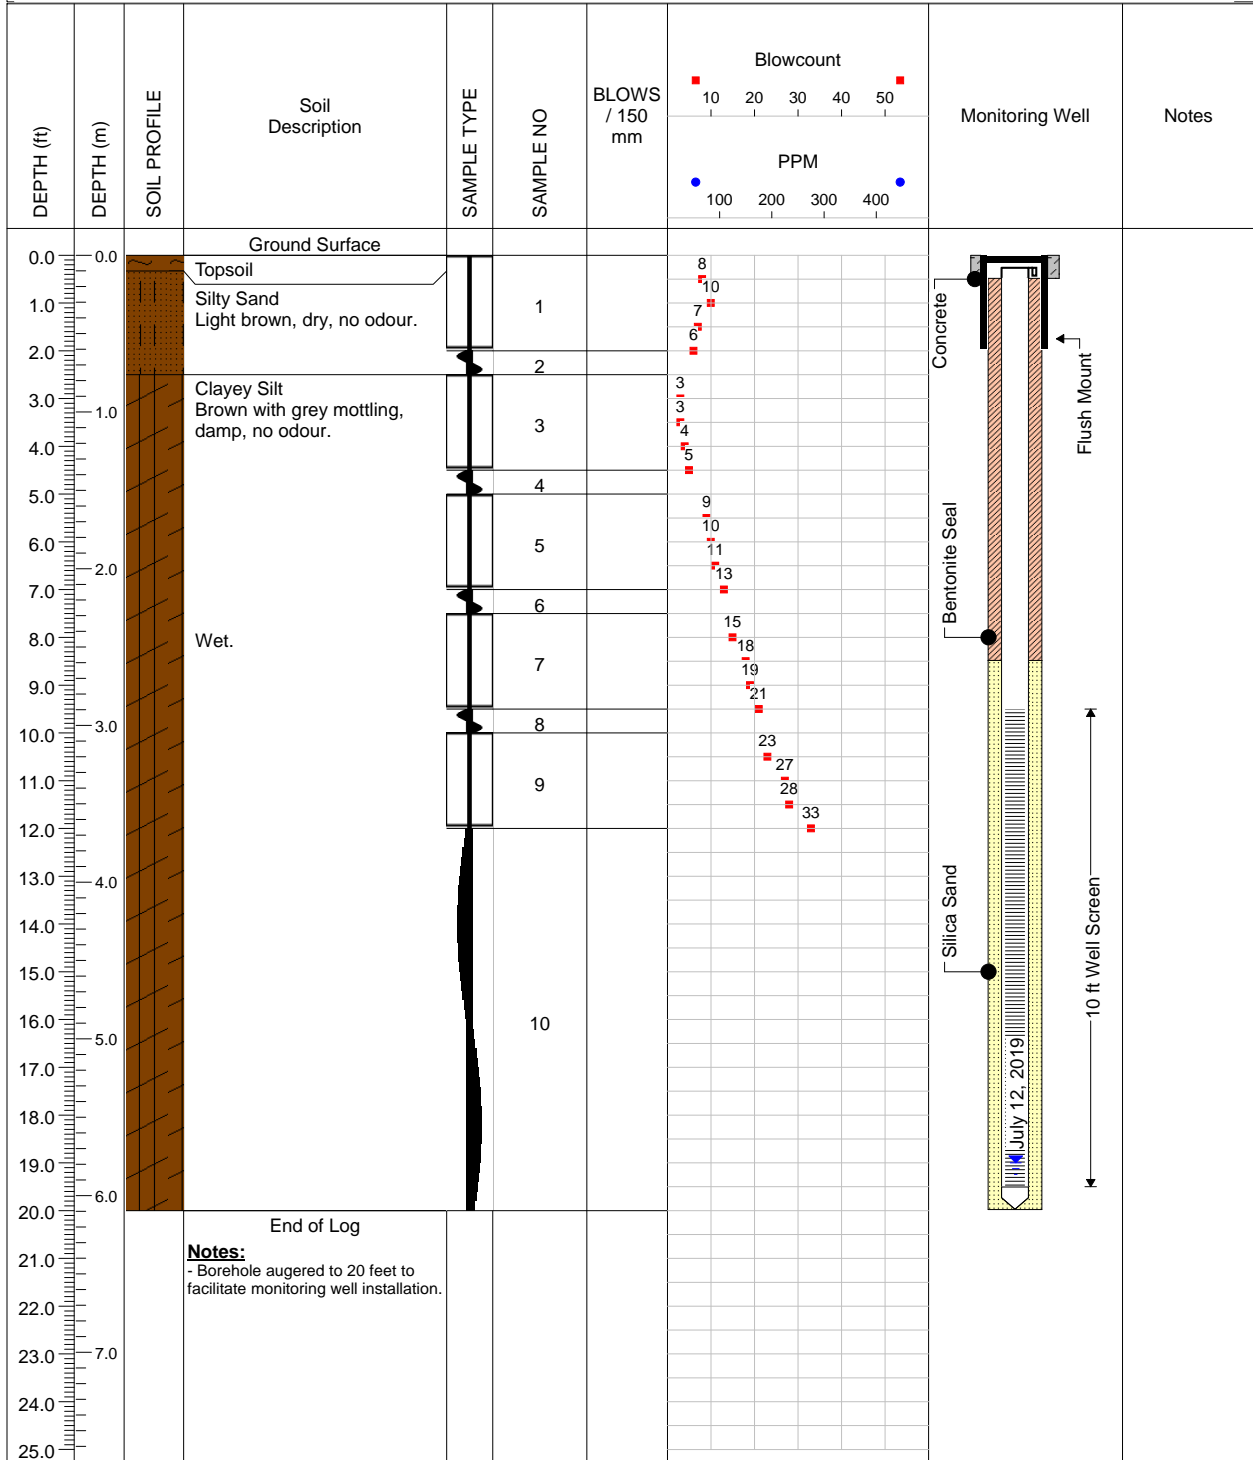 DEPTH (ft)
DEPTH (m)
SOIL PROFILE
Soil
Description
SAMPLE TYPE
SAMPLE NO
BLOWS
/ 150
mm
Blowcount
10 20 30 40 50
PPM
100 200 300 400
Monitoring Well
Notes
Ground Surface
0.0
1.0
2.0
3.0
4.0
5.0
6.0
7.0
8.0
9.0
10.0
11.0
12.0
13.0
14.0
15.0
16.0
17.0
18.0
19.0
20.0
21.0
22.0
23.0
24.0
25.0
0.0
1.0
2.0
3.0
4.0
5.0
6.0
7.0
Topsoil
Silty Sand
Light brown, dry, no odour.
Clayey Silt
Brown with grey mottling,
damp, no odour.
Wet.
End of Log
Notes:
- Borehole augered to 20 feet to
facilitate monitoring well installation.
1
2
3
4
5
6
7
8
9
10
8
10
7
6
3
3
4
5
9
10
11
13
15
18
19
21
23
27
28
33
Concrete
Flush Mount
Bentonite Seal
Silica Sand
10 ft Well Screen
July 12, 2019